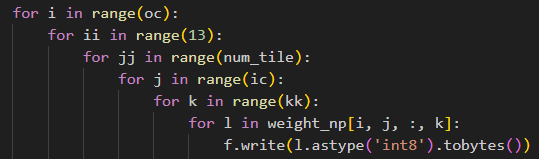 for i in range(oc):
    for ii in range(13):
        for jj in range(num_tile):
            for j in range(ic):
                for k in range(kk):
                    for l in weight_np[i, j, :, k]:
                        f.write(l.astype('int8').tobytes())